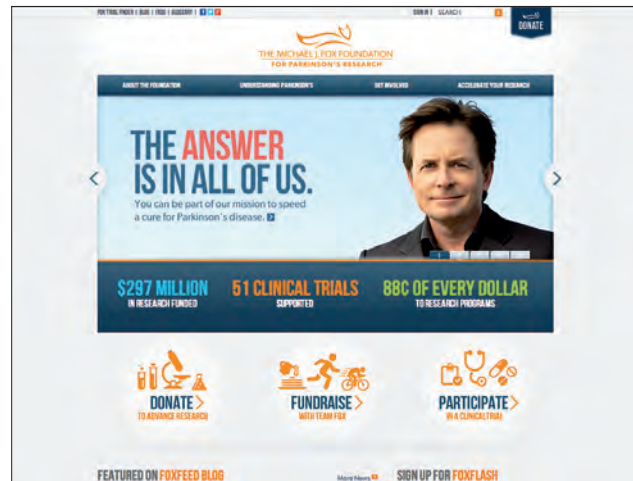 FOX TRIAL FINDER | BLOG | FAQS | GLOSSARY |
SIGN IN | SEARCH
DONATE
THE MICHAEL J. FOX FOUNDATION
FOR PARKINSON'S RESEARCH
ABOUT THE FOUNDATION UNDERSTANDING PARKINSON'S GET INVOLVED ACCELERATE YOUR RESEARCH
THE ANSWER
IS IN ALL OF US.
You can be part of our mission to speed
a cure for Parkinson's disease.
1
$297 MILLION
IN RESEARCH FUNDED
51 CLINICAL TRIALS
SUPPORTED
88C OF EVERY DOLLAR
TO RESEARCH PROGRAMS
DONATE
TO ADVANCE RESEARCH
FUNDRAISE
WITH TEAM FOX
PARTICIPATE
IN A CLINICAL TRIAL
FEATURED ON FOXFEED BLOG
More News
SIGN UP FOR FOXFLASH